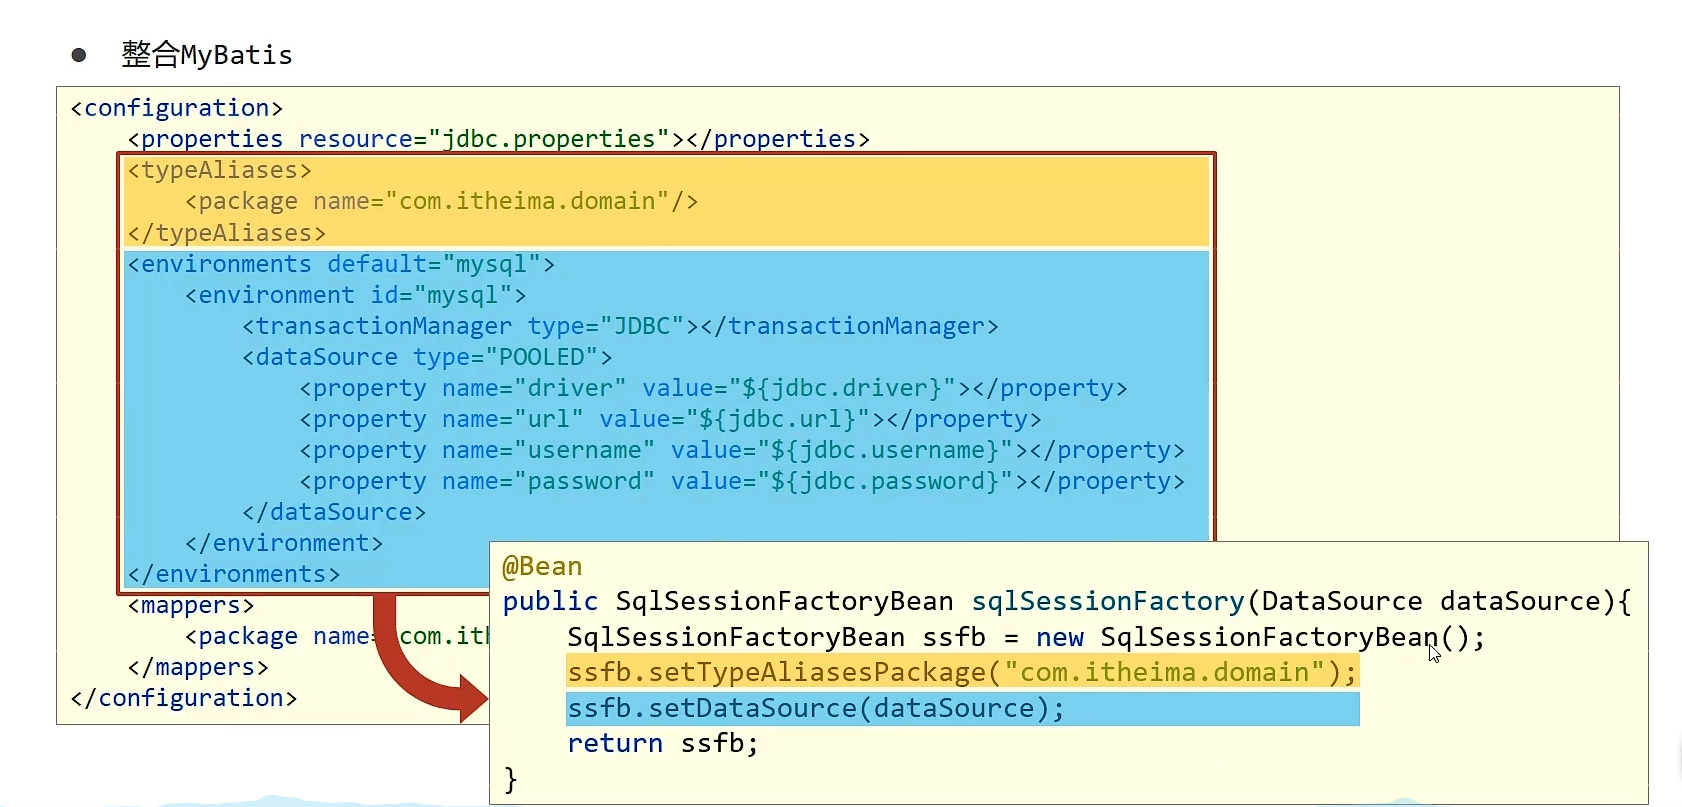 ● 整合MyBatis
<configuration>
<properties resource="jdbc.properties"></properties>
<typeAliases>
<package name="com.itheima.domain"/>
</typeAliases>
<environments default="mysql">
<environment id="mysql">
<transactionManager type="JDBC"></transactionManager>
<dataSource type="POOLED">
<property name="driver" value="${jdbc.driver}"></property>
<property name="url" value="${jdbc.url}"></property>
<property name="username" value="${jdbc.username}"></property>
<property name="password" value="${jdbc.password}"></property>
</dataSource>
</environment>
</environments>
<mappers>
<package name=
</mappers>
</configuration>
@Bean
public SqlSessionFactoryBean sqlSessionFactory(DataSource dataSource){
SqlSessionFactoryBean ssfb = new SqlSessionFactoryBean();
ssfb.setTypeAliasesPackage("com.itheima.domain");
ssfb.setDataSource(dataSource);
return ssfb;
}